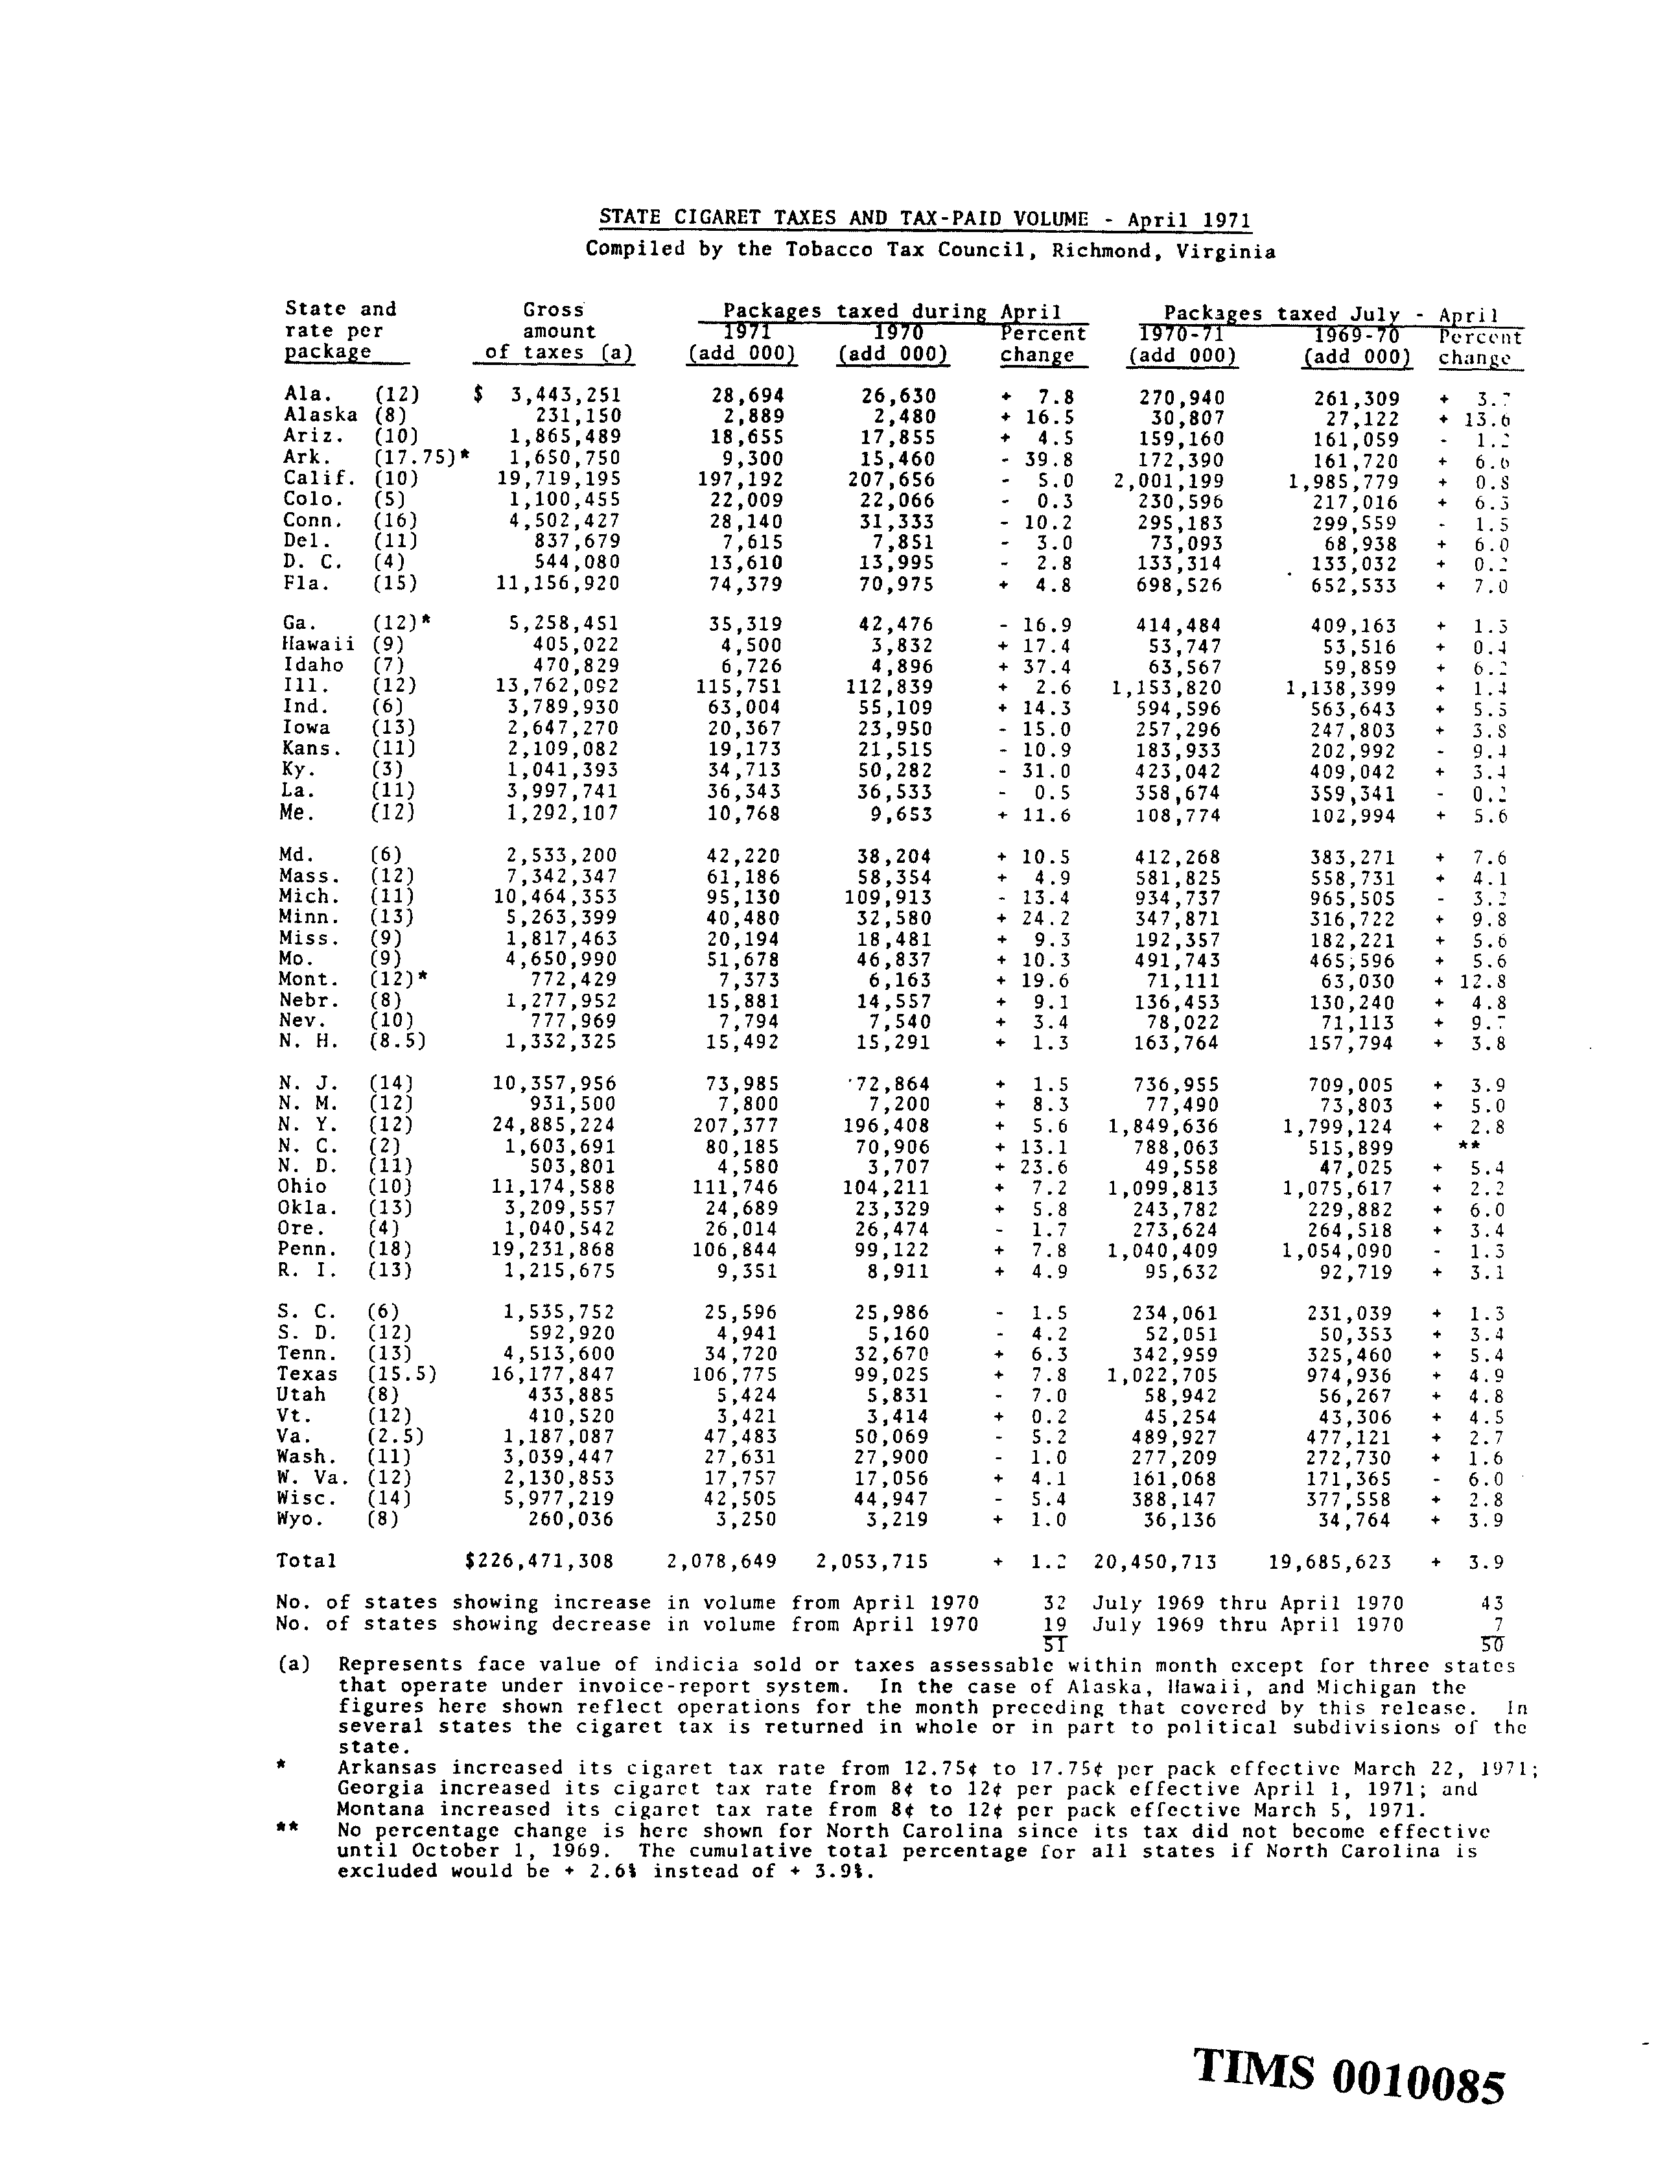 STATE CIGARET TAXES AND TAX-PAID VOLUME - April 1971
Compiled by the Tobacco Tax Council, Richmond, Virginia
State and Gross Packages taxed during April Packages taxed July - April
rate per amount 1971 1970 Percent 1970-71 1969-70 Percent
package of taxes (a) (add 000) (add 000) change (add 000) (add 000) change
Ala. (12) $ 3,443,251 28,694 26,630 + 7.8 270,940 261,309 +
Alaska (8) 231,150 2,889 2,480 + 16.5 30,807 27,122 + 13.6
Ariz. (10) 1,865,489 18,655 17,855 + 4.5 159,160 161,059 -
Ark. (17.75)* 1,650,750 9,300 15,460 - 39.8 172,390 161,720 + 6.6
Calif. (10) 19,719,195 197,192 207,656 - 5.0 2,001,199 1,985,779 + 0.8
Colo. (5) 1,100,455 22,009 22,066 - 0.3 230,596 217,016 + 6.3
Conn. (16) 4,502,427 28,140 31,333 - 10.2 295,183 299,559 - 1.5
Del. (11) 837,679 7,615 7,851 - 3.0 73,093 68,938 + 6.0
D. C. (4) 544,080 13,610 13,995 - 2.8 133,314 133,032 + 0.2
Fla. (15) 11,156,920 74,379 70,975 + 4.8 698,526 652,533 + 7.0
Ga. (12)* 5,258,451 35,319 42,476 - 16.9 414,484 409,163 + 1.3
Hawaii (9) 405,022 4,500 3,832 + 17.4 53,747 53,516 + 0.4
Idaho (7) 470,829 6,726 4,896 + 37.4 63,567 59,859 + 6.2
Ill. (12) 13,762,092 115,751 112,839 + 2.6 1,153,820 1,138,399 + 1.4
Ind. (6) 3,789,930 63,004 55,109 + 14.3 594,596 563,643 + 5.5
Iowa (13) 2,647,270 20,367 23,950 - 15.0 257,296 247,803 + 3.8
Kans. (11) 2,109,082 19,173 21,515 - 10.9 183,933 202,992 - 9.4
Ky. (3) 1,041,393 34,713 50,282 - 31.0 423,042 409,042 + 3.4
La. (11) 3,997,741 36,343 36,533 - 0.5 358,674 359,341 - 0.2
Me. (12) 1,292,107 10,768 9,653 + 11.6 108,774 102,994 + 5.6
Md. (6) 2,533,200 42,220 38,204 + 10.5 412,268 383,271 + 7.6
Mass. (12) 7,342,347 61,186 58,354 + 4.9 581,825 558,731 + 4.1
Mich. (11) 10,464,353 95,130 109,913 - 13.4 934,737 965,505 - 3.2
Minn. (13) 5,263,399 40,480 32,580 + 24.2 347,871 316,722 + 9.8
Miss. (9) 1,817,463 20,194 18,481 + 9.3 192,357 182,221 + 5.6
Mo. (9) 4,650,990 51,678 46,837 + 10.3 491,743 465,596 + 5.6
Mont. (12)* 772,429 7,373 6,163 + 19.6 71,111 63,030 + 12.8
Nebr. (8) 1,277,952 15,881 14,557 + 9.1 136,453 130,240 + 4.8
Nev. (10) 777,969 7,794 7,540 + 3.4 78,022 71,113 + 9.7
N. H. (8.5) 1,332,325 15,492 15,291 + 1.3 163,764 157,794 + 3.8
N. J. (14) 10,357,956 73,985 72,864 + 1.5 736,955 709,005 + 3.9
N. M. (12) 931,500 7,800 7,200 + 8.3 77,490 73,803 + 5.0
N. Y. (12) 24,885,224 207,377 196,408 + 5.6 1,849,636 1,799,124 + 2.8
N. C. (2) 1,603,691 80,185 70,906 + 13.1 788,063 515,899 **
N. D. (11) 503,801 4,580 3,707 + 23.6 49,558 47,025 + 5.4
Ohio (10) 11,174,588 111,746 104,211 + 7.2 1,099,813 1,075,617 + 2.2
Okla. (13) 3,209,557 24,689 23,329 + 5.8 243,782 229,882 + 6.0
Ore. (4) 1,040,542 26,014 26,474 - 1.7 273,624 264,518 + 3.4
Penn. (18) 19,231,868 106,844 99,122 + 7.8 1,040,409 1,054,090 - 1.3
R. I. (13) 1,215,675 9,351 8,911 + 4.9 95,632 92,719 + 3.1
S. C. (6) 1,535,752 25,596 25,986 - 1.5 234,061 231,039 + 1.3
S. D. (12) 592,920 4,941 5,160 - 4.2 52,051 50,353 + 3.4
Tenn. (13) 4,513,600 34,720 32,670 + 6.3 342,959 325,460 + 5.4
Texas (15.5) 16,177,847 106,775 99,025 + 7.8 1,022,705 974,936 + 4.9
Utah (8) 433,885 5,424 5,831 - 7.0 58,942 56,267 + 4.8
Vt. (12) 410,520 3,421 3,414 + 0.2 45,254 43,306 + 4.5
Va. (2.5) 1,187,087 47,483 50,069 - 5.2 489,927 477,121 + 2.7
Wash. (11) 3,039,447 27,631 27,900 - 1.0 277,209 272,730 + 1.6
W. Va. (12) 2,130,853 17,757 17,056 + 4.1 161,068 171,365 - 6.0
Wisc. (14) 5,977,219 42,505 44,947 - 5.4 388,147 377,558 + 2.8
Wyo. (8) 260,036 3,250 3,219 + 1.0 36,136 34,764 + 3.9
Total $226,471,308 2,078,649 2,053,715 + 1.2 20,450,713 19,685,623 + 3.9
No. of states showing increase in volume from April 1970 32 July 1969 thru April 1970 43
No. of states showing decrease in volume from April 1970 19 July 1969 thru April 1970 7
51 50
(a) Represents face value of indicia sold or taxes assessable within month except for three states
that operate under invoice-report system. In the case of Alaska, Hawaii, and Michigan the
figures here shown reflect operations for the month preceding that covered by this release. In
several states the cigaret tax is returned in whole or in part to political subdivisions of the
state.
* Arkansas increased its cigaret tax rate from 12.75¢ to 17.75¢ per pack effective March 22, 1971;
Georgia increased its cigaret tax rate from 8¢ to 12¢ per pack effective April 1, 1971; and
Montana increased its cigaret tax rate from 8¢ to 12¢ per pack effective March 5, 1971.
** No percentage change is here shown for North Carolina since its tax did not become effective
until October 1, 1969. The cumulative total percentage for all states if North Carolina is
excluded would be + 2.6% instead of + 3.9%.
TIMS 0010085